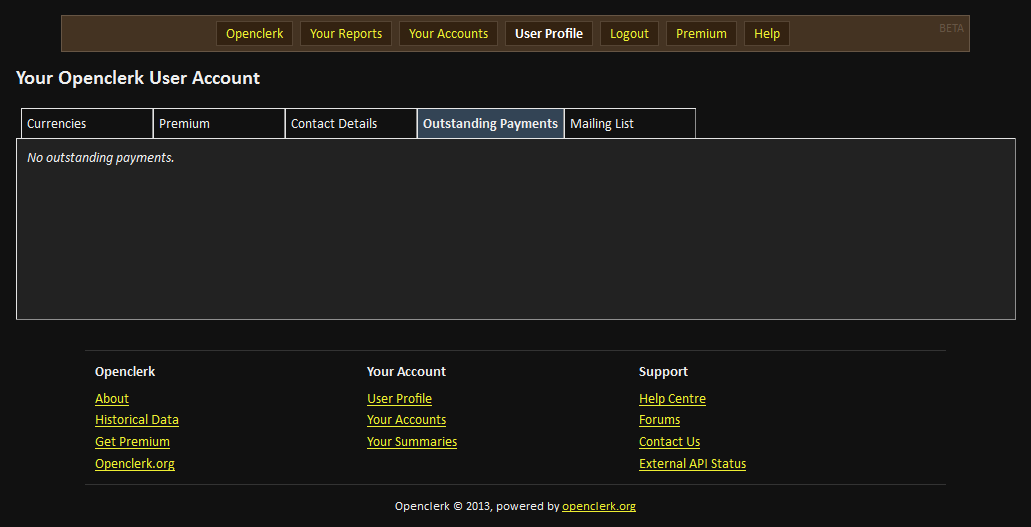 Openclerk Your Reports Your Accounts User Profile Logout Premium Help BETA
Your Openclerk User Account
Currencies Premium Contact Details Outstanding Payments Mailing List
No outstanding payments.
Openclerk Your Account Support
About User Profile Help Centre
Historical Data Your Accounts Forums
Get Premium Your Summaries Contact Us
Openclerk.org External API Status
Openclerk © 2013, powered by openclerk.org